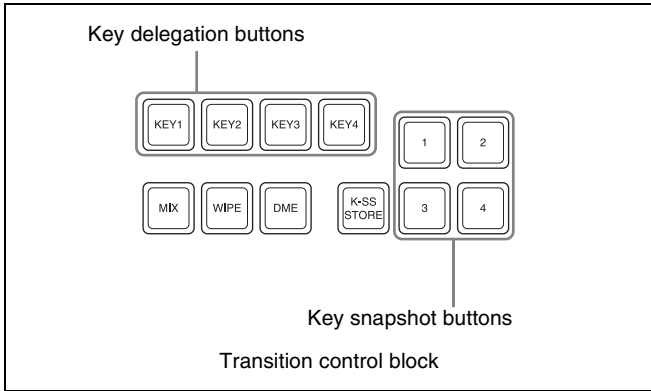 Key delegation buttons
KEY1 KEY2 KEY3 KEY4
1 2
MIX WIPE DME K-SS STORE 3 4
Key snapshot buttons
Transition control block